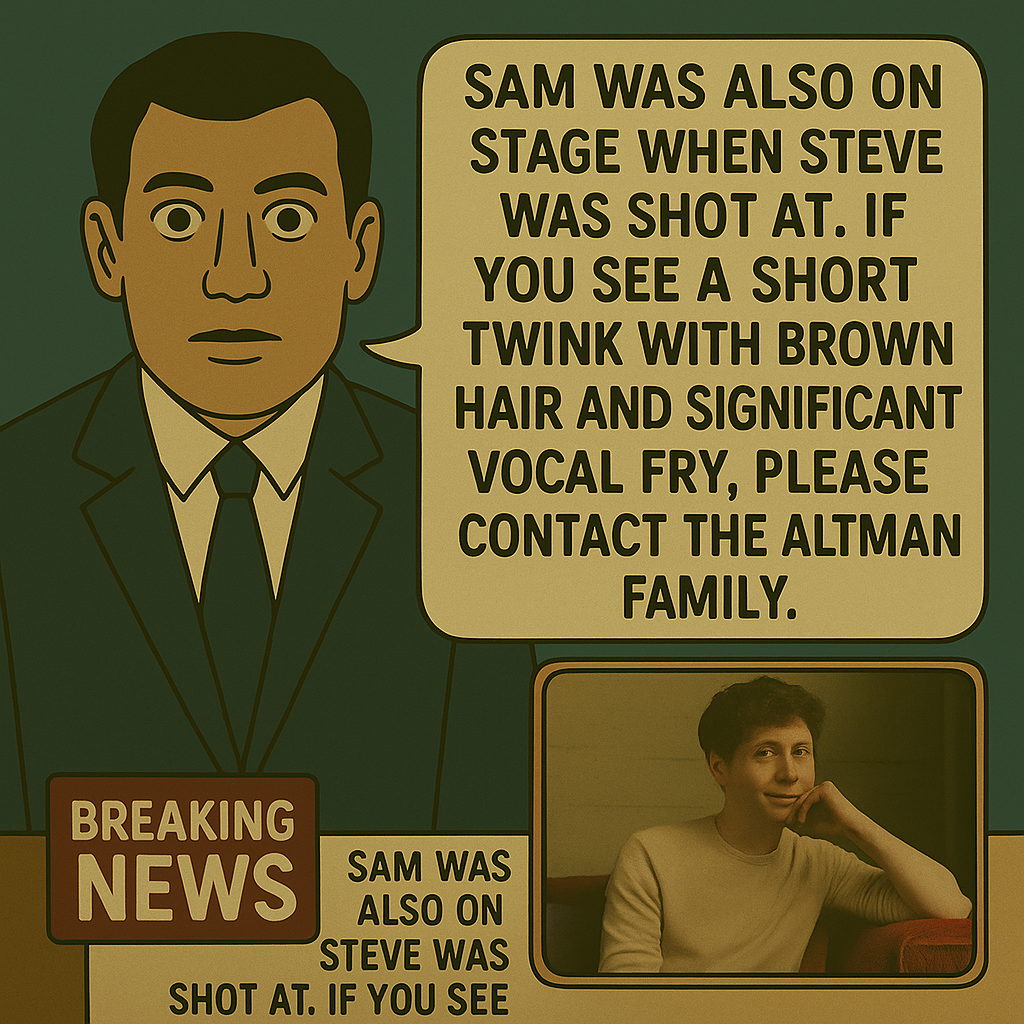 SAM WAS ALSO ON
STAGE WHEN STEVE
WAS SHOT AT. IF
YOU SEE A SHORT
TWINK WITH BROWN
HAIR AND SIGNIFICANT
VOCAL FRY, PLEASE
CONTACT THE ALTMAN
FAMILY.
BREAKING
NEWS
SAM WAS
ALSO ON
STEVE WAS
SHOT AT. IF YOU SEE